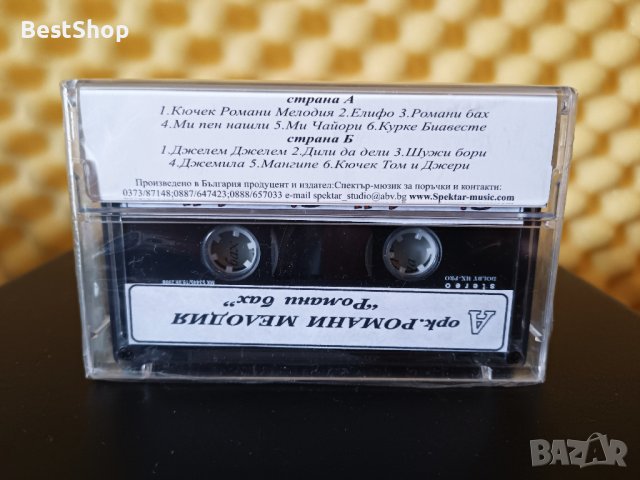 BestShop
страна А
1.Кючек Романи Мелодия 2.Елифо 3.Романи бах
4.Ми пен нашли 5.Ми Чайори 6.Курке Биавесте
страна Б
1.Джелем Джелем 2.Дили да дели 3.Шужи бори
4.Джемила 5.Мангипе 6.Кючек Том и Джери
Произведено в България продуцент и издател:Спектър-мюзик за поръчки и контакти:
0373/87148;0887/647423;0888/657033 e-mail spektar_studio@abv.bg www.Spektar-music.com
DOLBY HX-PRO
stereo
А орк.РОМАНИ МЕЛОДИЯ
“Романи бах”
BAZAR